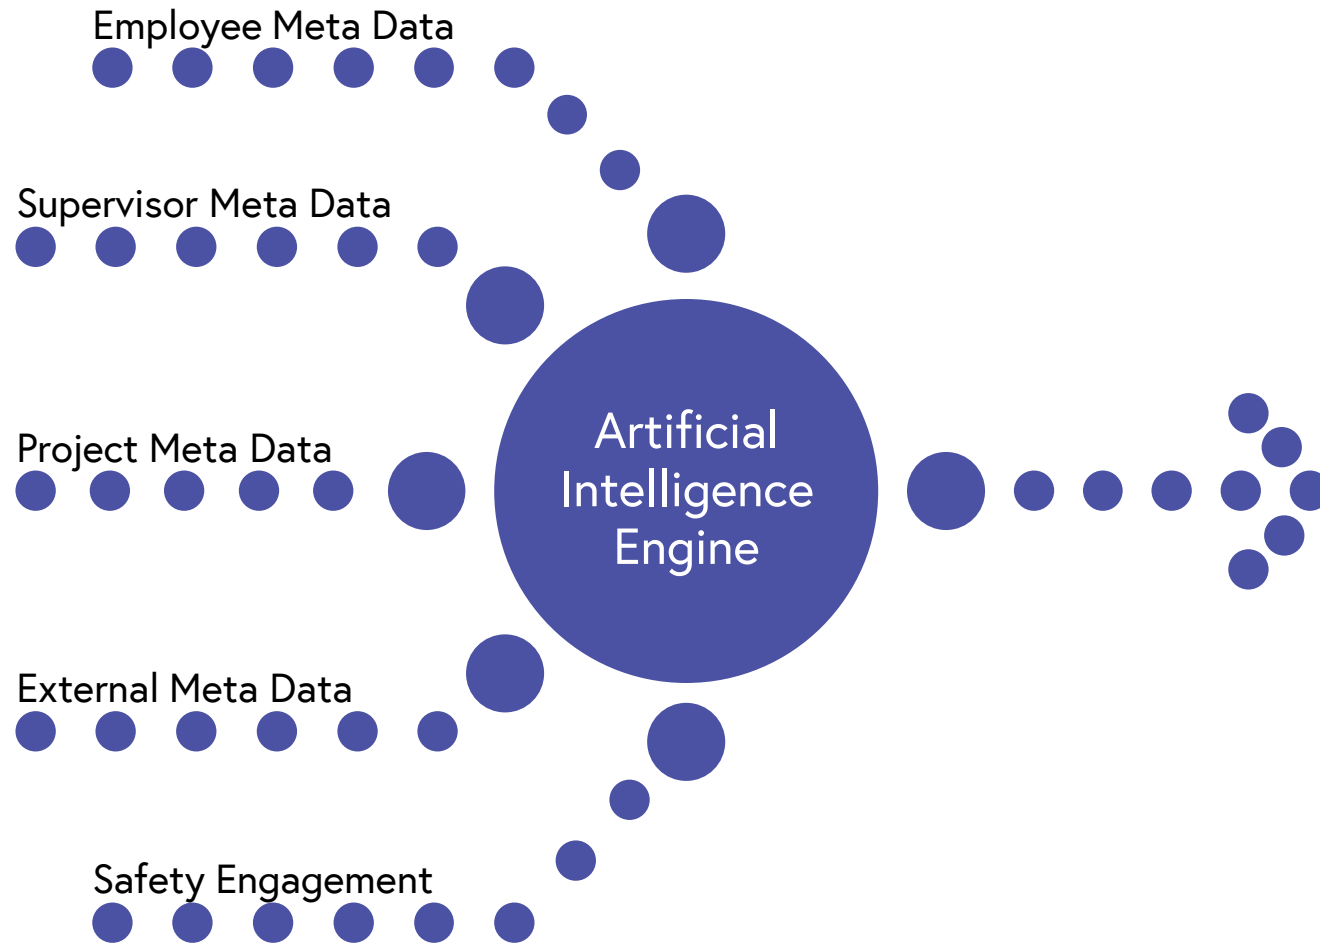 Employee Meta Data
Supervisor Meta Data
Project Meta Data
Artificial
Intelligence
Engine
External Meta Data
Safety Engagement